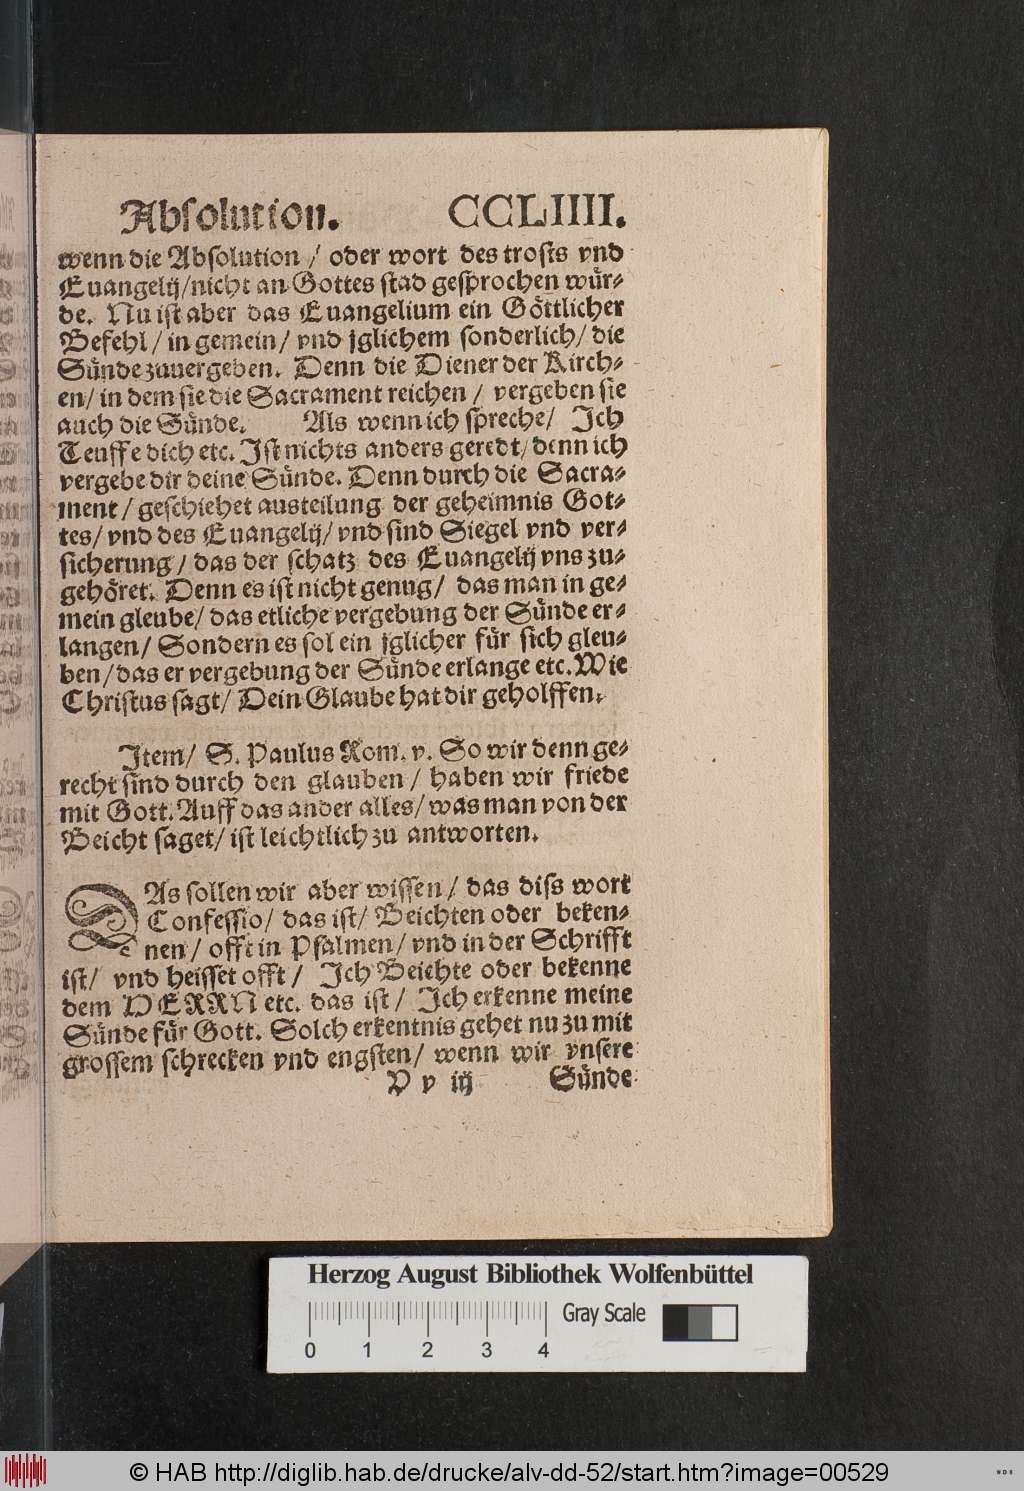 Absolution. CCLIIII.
wenn die Absolution / oder wort des trosts vnd
Euangelij/nicht an Gottes stad gesprochen wür-
de. Nu ist aber das Euangelium ein Göttlicher
Befehl / in gemein / vnd jglichem sonderlich / die
Sünde zuuergeben. Denn die Diener der Kirch-
en / in dem sie die Sacrament reichen / vergeben sie
auch die Sünde. Als wenn ich spreche / Ich
Teuffe dich etc. Ist nichts anders geredt / denn ich
vergebe dir deine Sünde. Denn durch die Sacra-
ment / geschiehet austeilung der geheimnis Got-
tes / vnd des Euangelij / vnd sind Siegel vnd ver-
sicherung / das der schatz des Euangelij vns zu-
gehöret. Denn es ist nicht genug / das man in ge-
mein gleube / das etliche vergebung der Sünde er-
langen / Sondern es sol ein jglicher für sich gleu-
ben / das er vergebung der Sünde erlange etc. Wie
Christus sagt / Dein Glaube hat dir geholffen.
Item / S. Paulus Rom. v. So wir denn ge-
recht sind durch den glauben / haben wir friede
mit Gott. Auff das ander alles / was man von der
Beicht saget / ist leichtlich zu antworten.
DAs sollen wir aber wissen / das diss wort
Confessio / das ist / Beichten oder beken-
nen / offt in Psalmen / vnd in der Schrifft
ist / vnd heisset offt / Ich Beichte oder bekenne
dem HERRN etc. das ist / Ich erkenne meine
Sünde für Gott. Solch erkentnis gehet nu zu mit
grossem schrecken vnd engsten / wenn wir vnsere
V v iij Sünde
Herzog August Bibliothek Wolfenbüttel
0 1 2 3 4 Gray Scale
© HAB http://diglib.hab.de/drucke/alv-dd-52/start.htm?image=00529